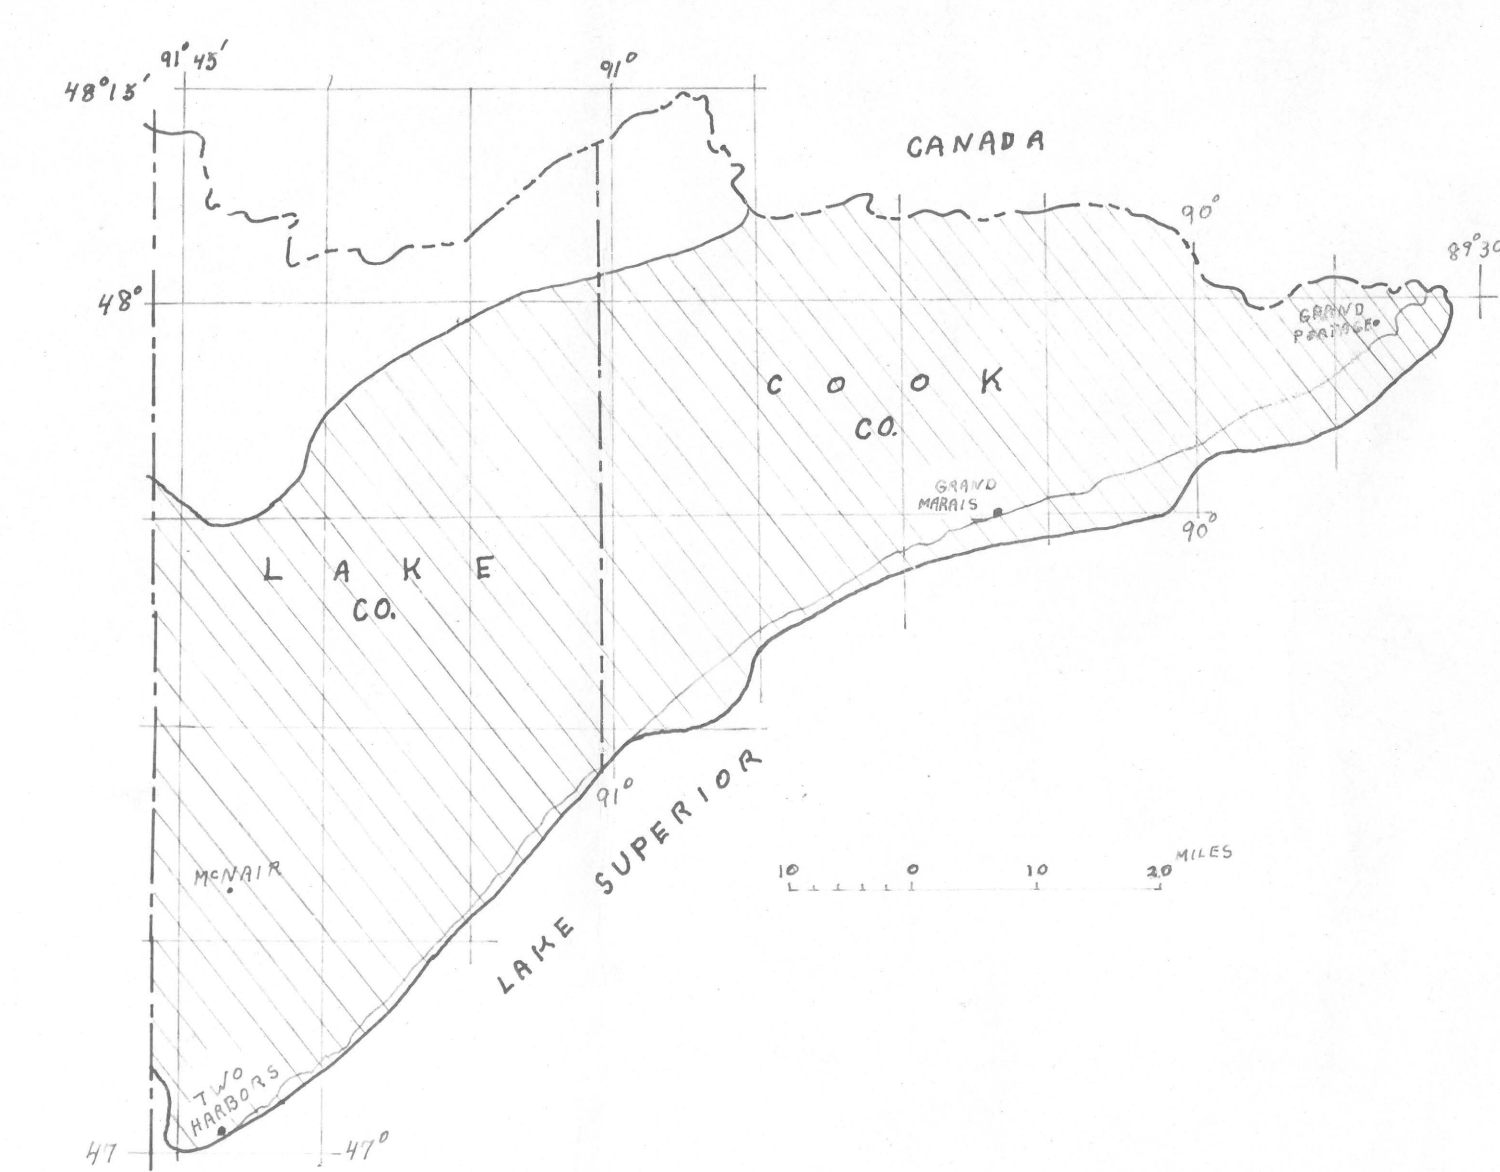 91° 45'
91°
48°15'
CANADA
90°
89°30
48°
GRAND
PORTAGE
C O O K
CO.
GRAND
MARAIS
90°
L A K E
CO.
91°
LAKE SUPERIOR
10 0 10 20 MILES
McNAIR
TWO
HARBORS
47
47°